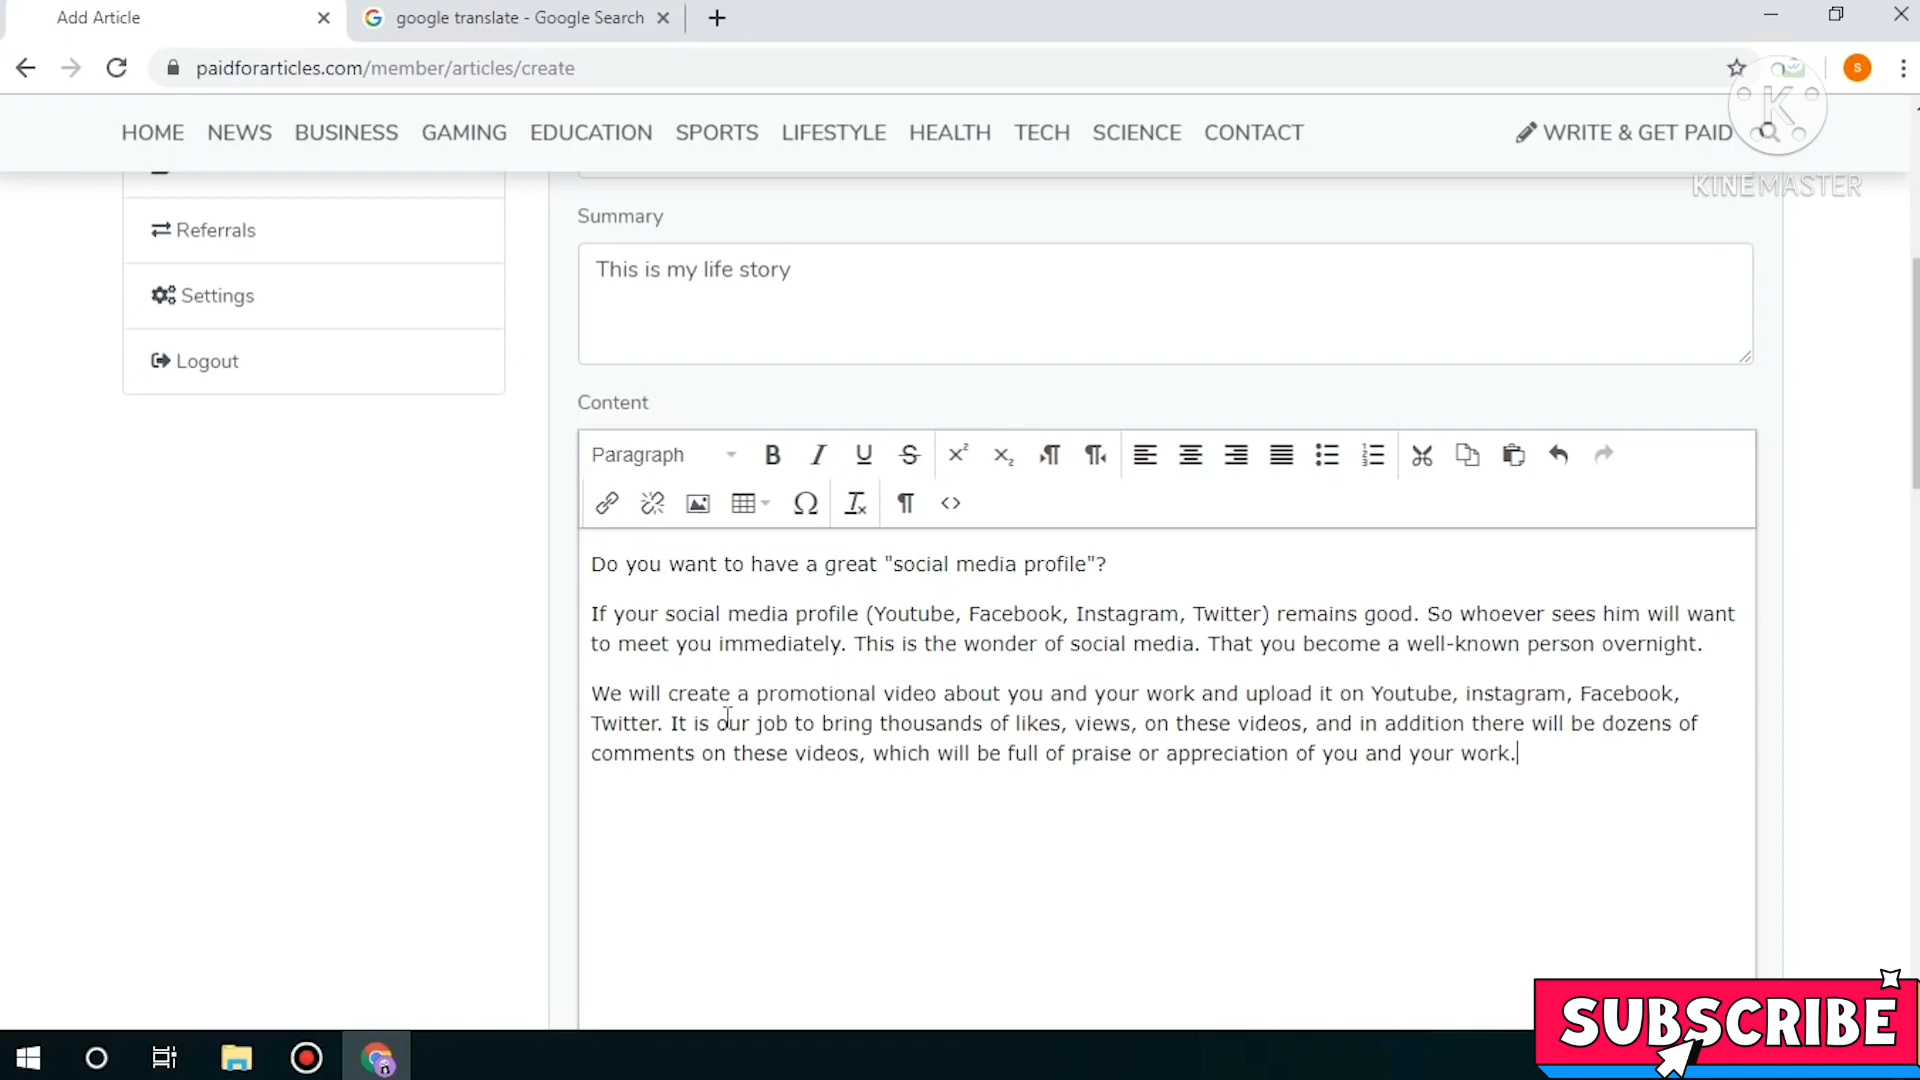 Add Article
google translate - Google Search
paidforarticles.com/member/articles/create
S
HOME NEWS BUSINESS GAMING EDUCATION SPORTS LIFESTYLE HEALTH TECH SCIENCE CONTACT WRITE & GET PAID
K
KINEMASTER
Referrals
Settings
Logout
Summary
This is my life story
Content
Paragraph
Do you want to have a great "social media profile"?
If your social media profile (Youtube, Facebook, Instagram, Twitter) remains good. So whoever sees him will want
to meet you immediately. This is the wonder of social media. That you become a well-known person overnight.
We will create a promotional video about you and your work and upload it on Youtube, instagram, Facebook,
Twitter. It is our job to bring thousands of likes, views, on these videos, and in addition there will be dozens of
comments on these videos, which will be full of praise or appreciation of you and your work.
SUBSCRIBE